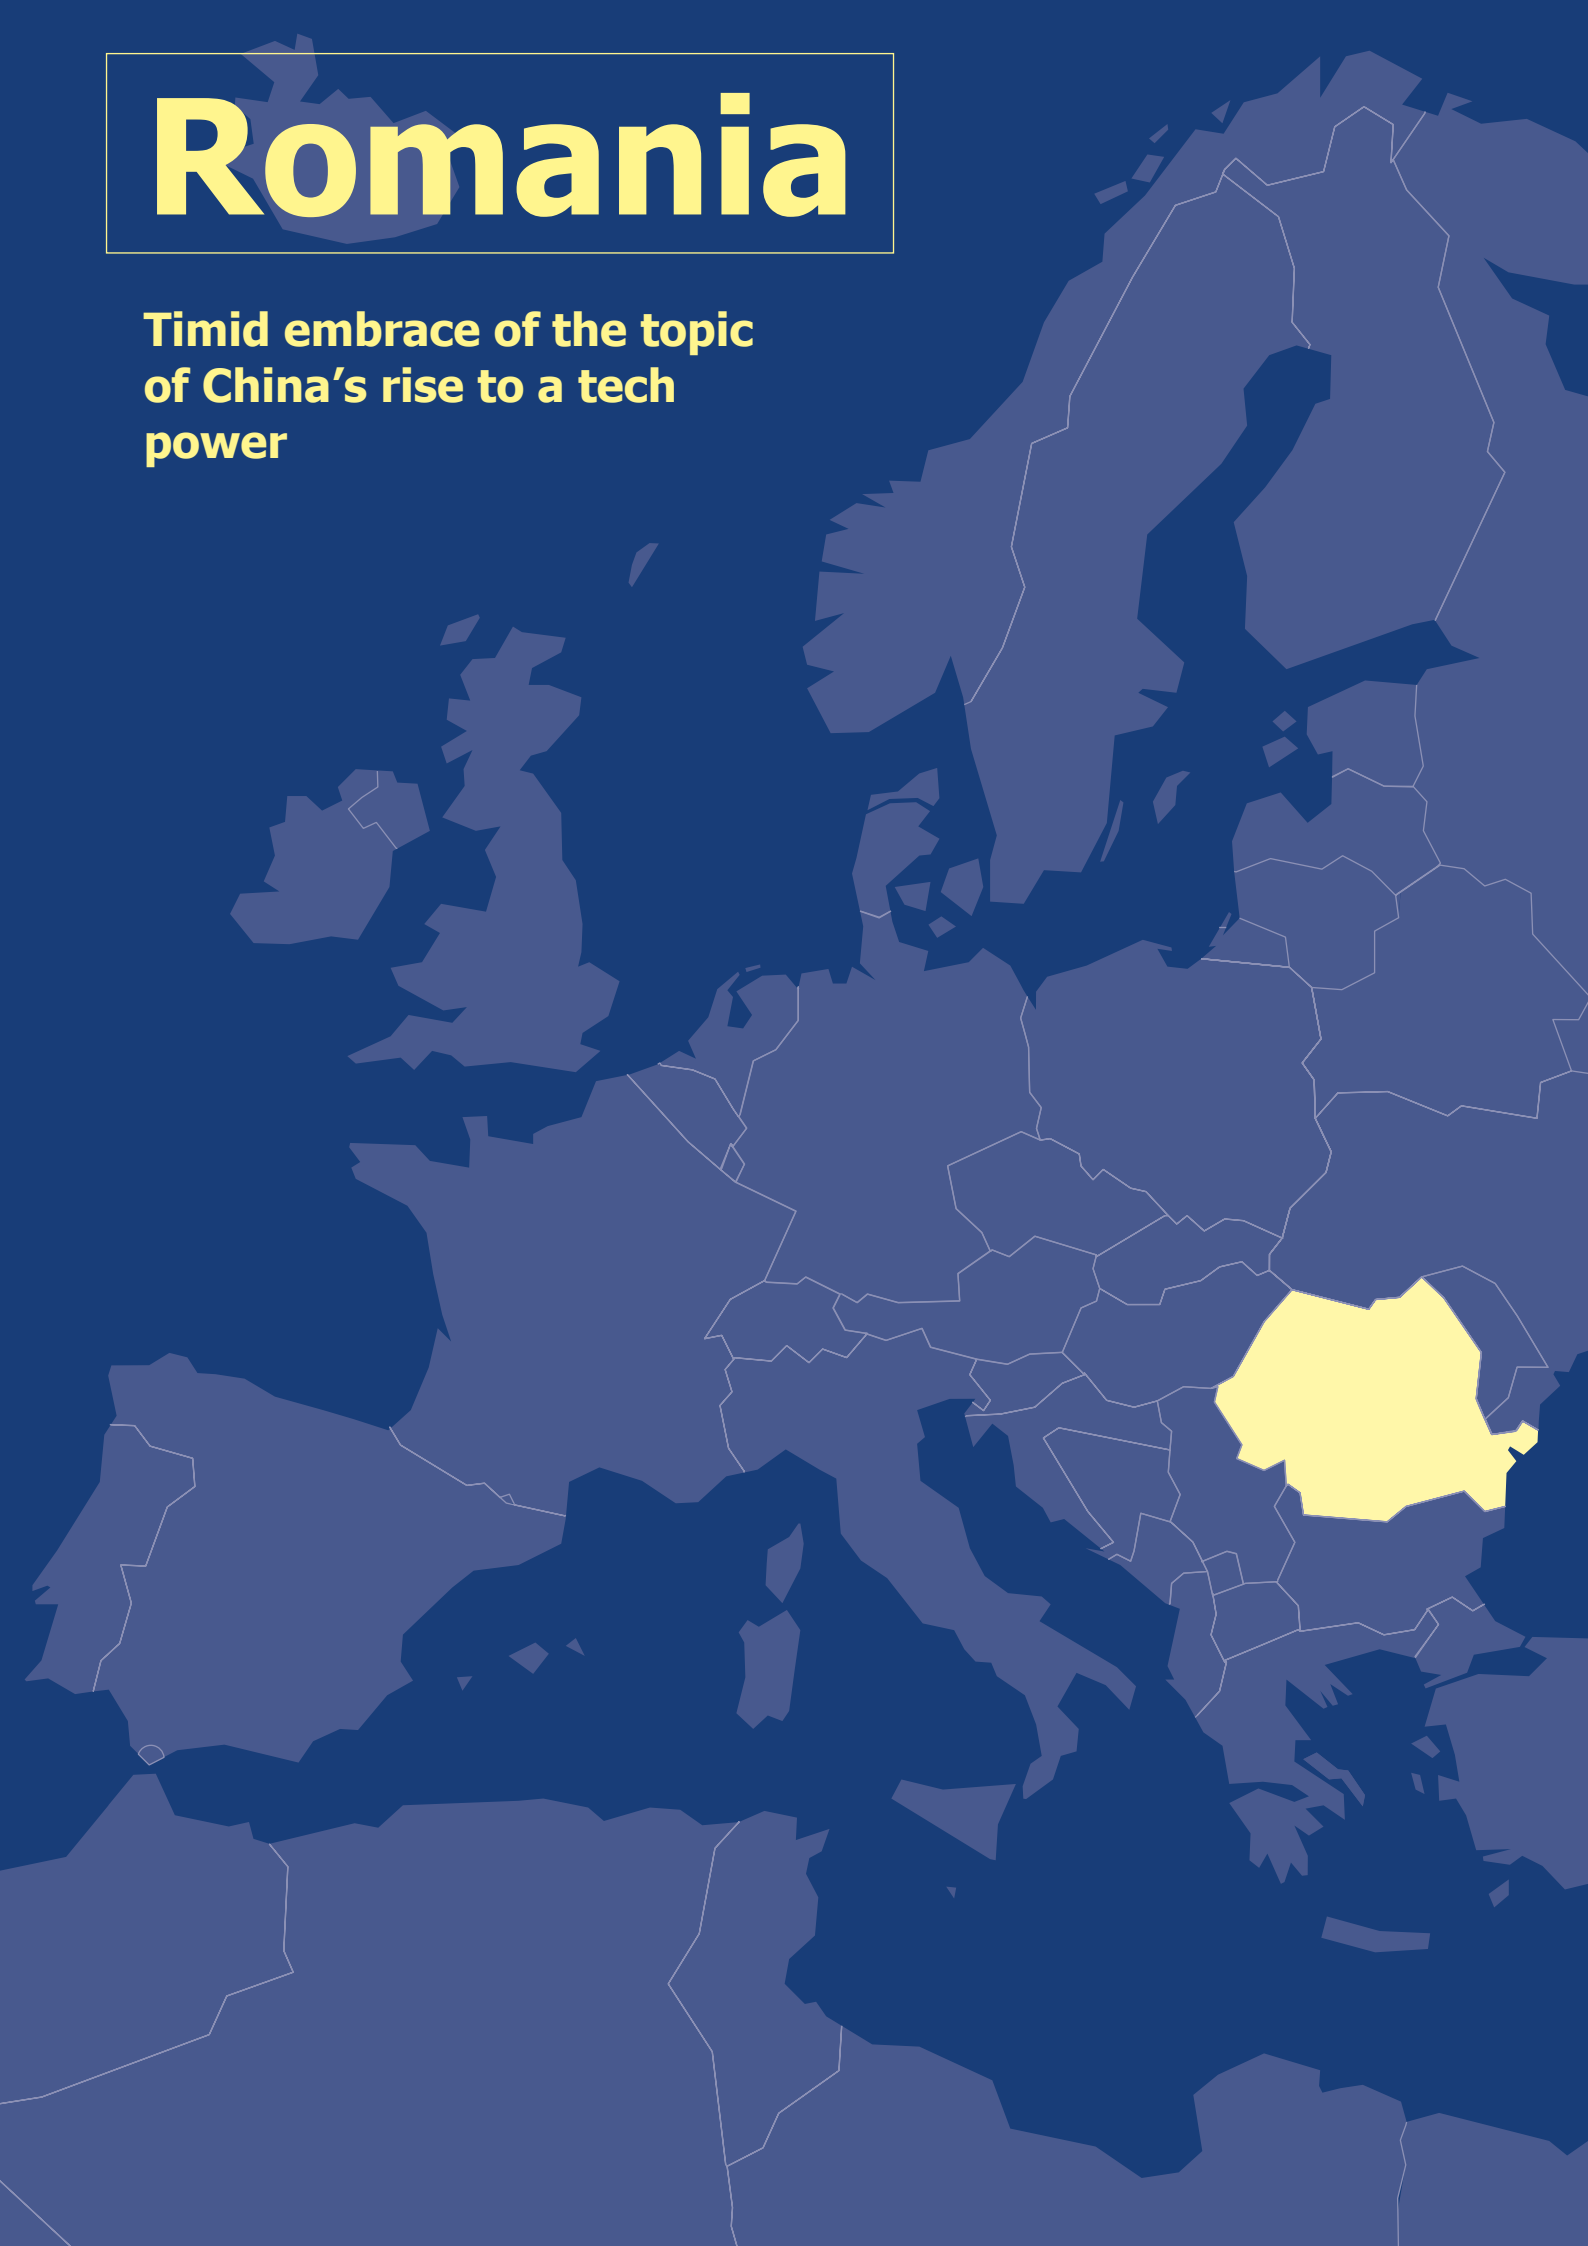 Romania
Timid embrace of the topic
of China’s rise to a tech
power